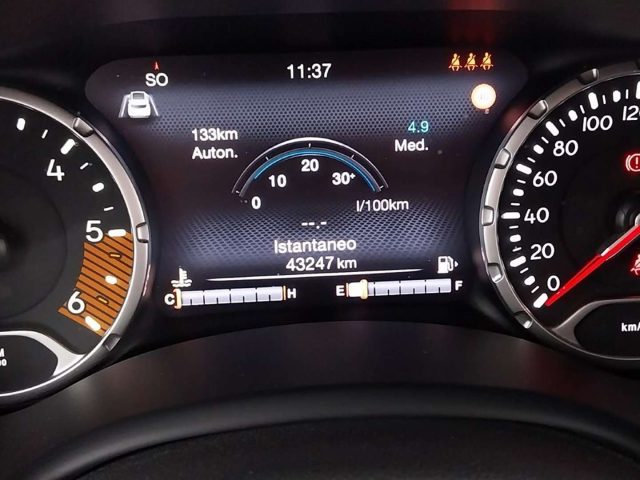 SO
11:37
133km
Auton.
4.9
Med.
0 10 20 30+
l/100km
--.-
Istantaneo
43247 km
C H
E F
4
5
6
0
20
40
60
80
100
120
km/